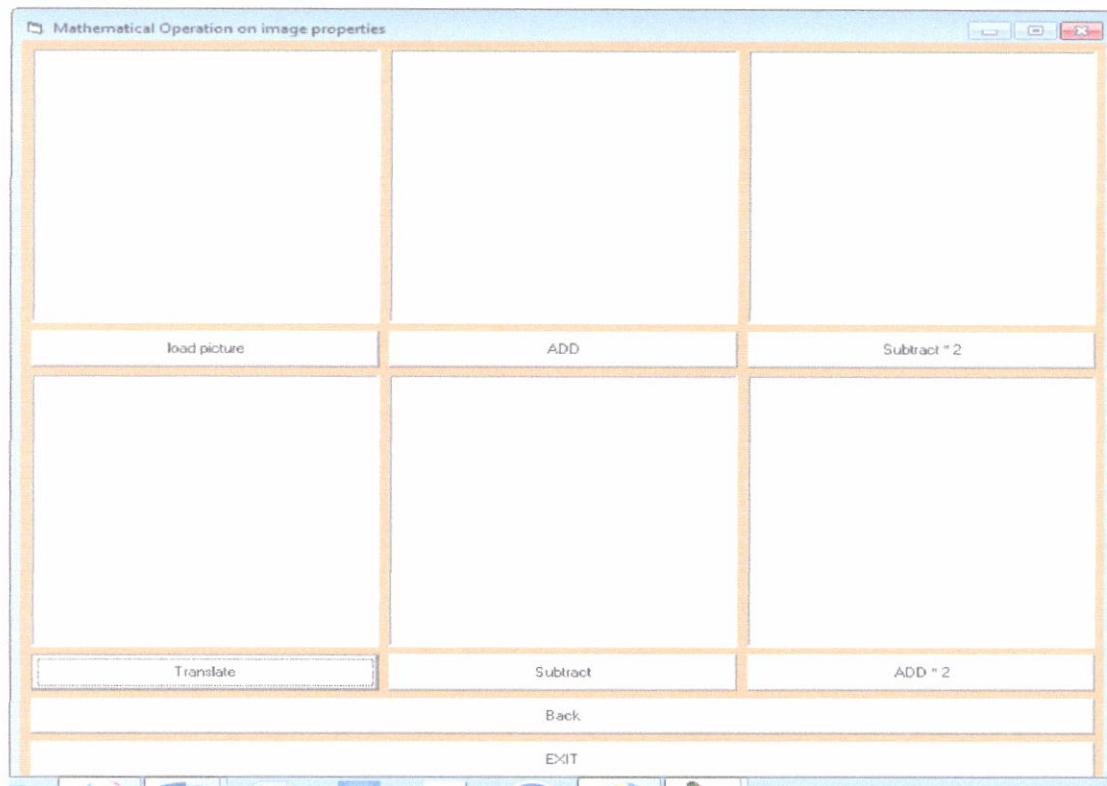 Mathematical Operation on image properties
load picture
ADD
Subtract * 2
Translate
Subtract
ADD * 2
Back
EXIT